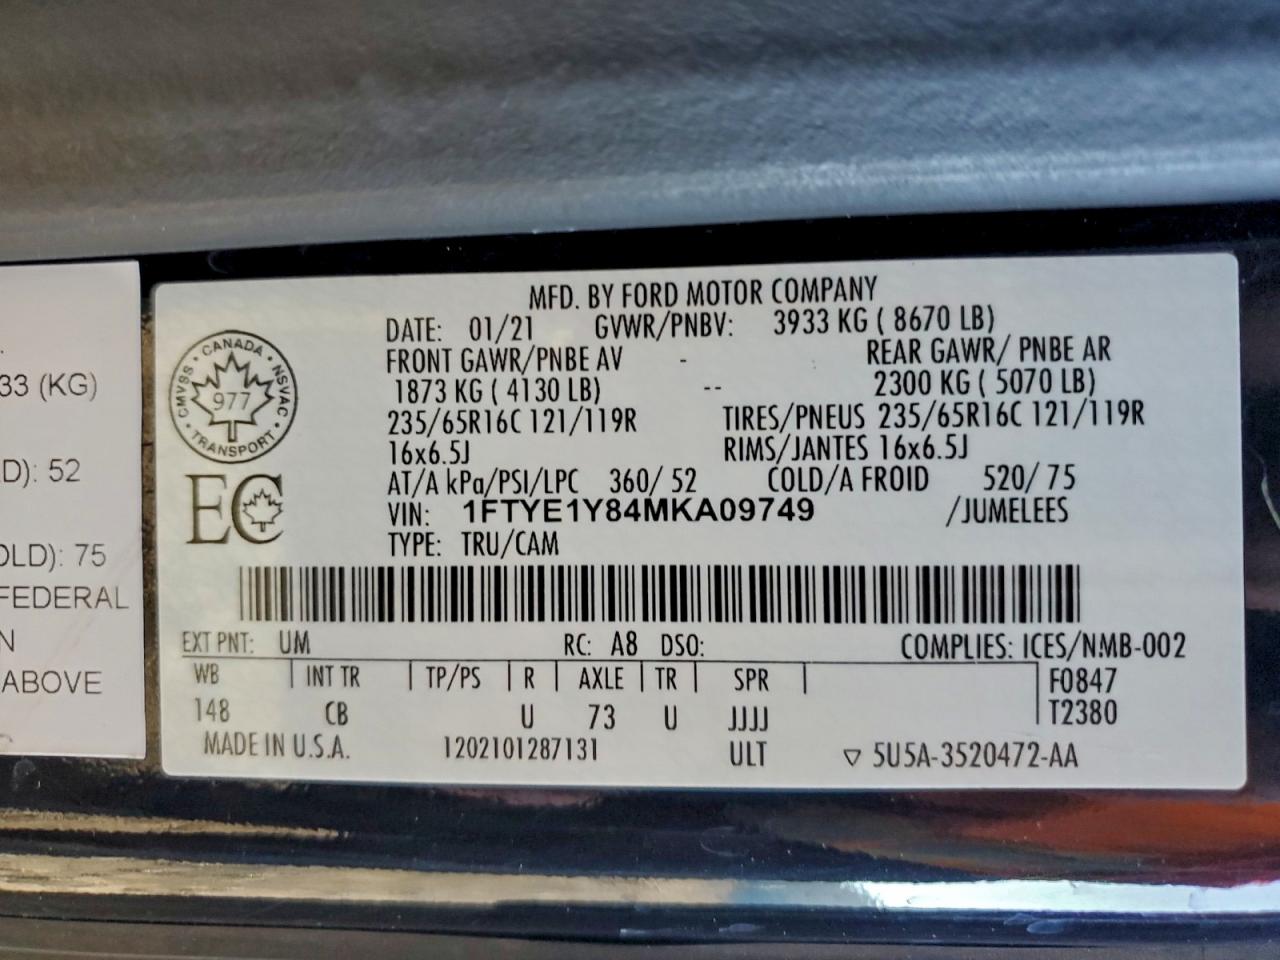 33 (KG)
D): 52
OLD): 75
FEDERAL
N
ABOVE
MFD. BY FORD MOTOR COMPANY
DATE: 01/21 GVWR/PNBV: 3933 KG ( 8670 LB)
FRONT GAWR/PNBE AV - REAR GAWR/ PNBE AR
1873 KG ( 4130 LB) -- 2300 KG ( 5070 LB)
235/65R16C 121/119R TIRES/PNEUS 235/65R16C 121/119R
16x6.5J RIMS/JANTES 16x6.5J
AT/A kPa/PSI/LPC 360/ 52 COLD/A FROID 520/ 75
VIN: 1FTYE1Y84MKA09749 /JUMELEES
TYPE: TRU/CAM
CANADA · NSVAC · TRANSPORT · CMVSS ·
977
EC
EXT PNT: UM RC: A8 DSO: COMPLIES: ICES/NMB-002
WB INT TR TP/PS R AXLE TR SPR F0847
148 CB U 73 U JJJJ T2380
MADE IN U.S.A. 1202101287131 ULT ▽ 5U5A-3520472-AA